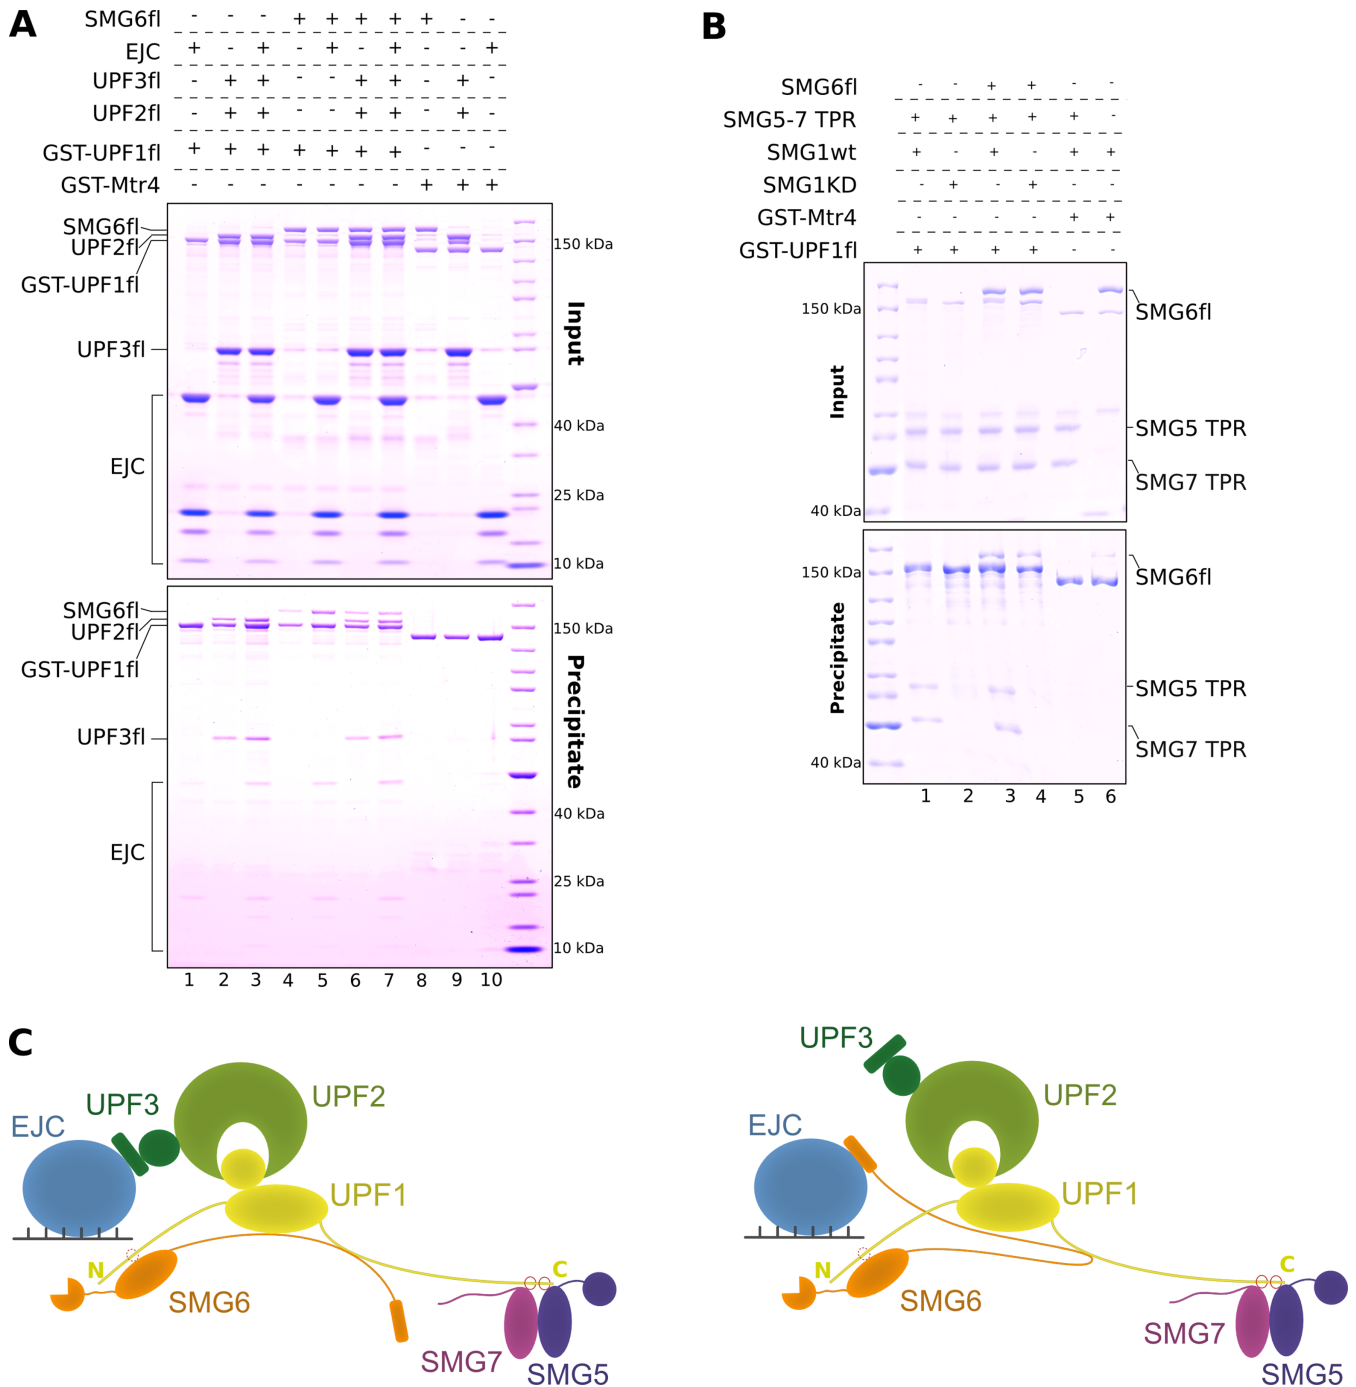 A
SMG6fl - - - + + + + + - -
EJC + - + - + - + - - +
UPF3fl - + + - - + + - + -
UPF2fl - + + - - + + - + -
GST-UPF1fl + + + + + + + - - -
GST-Mtr4 - - - - - - - + + +
SMG6fl
UPF2fl
GST-UPF1fl
UPF3fl
EJC
150 kDa
40 kDa
25 kDa
10 kDa
Input
SMG6fl
UPF2fl
GST-UPF1fl
UPF3fl
EJC
150 kDa
40 kDa
25 kDa
10 kDa
Precipitate
1 2 3 4 5 6 7 8 9 10
B
SMG6fl - - + + - -
SMG5-7 TPR + + + + + -
SMG1wt + - + - + +
SMG1KD - + - + - -
GST-Mtr4 - - - - + +
GST-UPF1fl + + + + - -
150 kDa
40 kDa
Input
SMG6fl
SMG5 TPR
SMG7 TPR
150 kDa
40 kDa
Precipitate
SMG6fl
SMG5 TPR
SMG7 TPR
1 2 3 4 5 6
C
EJC
UPF3
UPF2
UPF1
N
C
SMG6
SMG7
SMG5
UPF3
EJC
UPF2
UPF1
N
C
SMG6
SMG7
SMG5